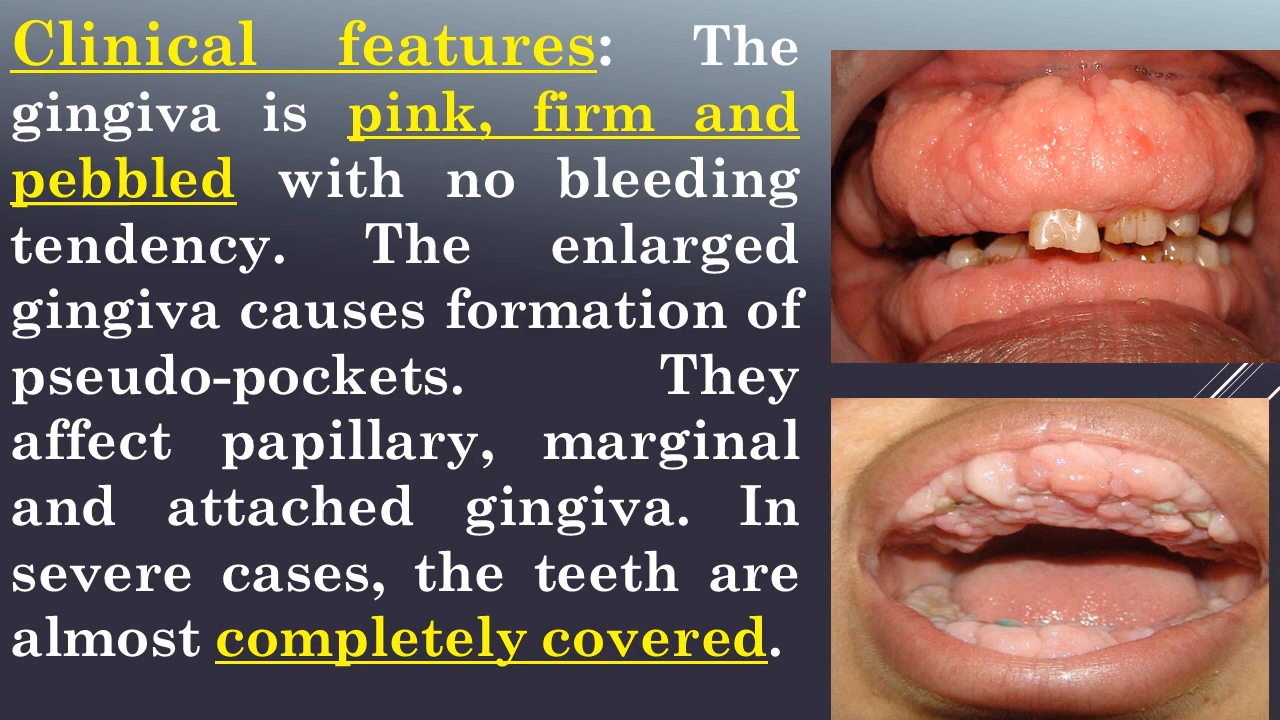 Clinical features: The
gingiva is pink, firm and
pebbled with no bleeding
tendency. The enlarged
gingiva causes formation of
pseudo-pockets. They
affect papillary, marginal
and attached gingiva. In
severe cases, the teeth are
almost completely covered.